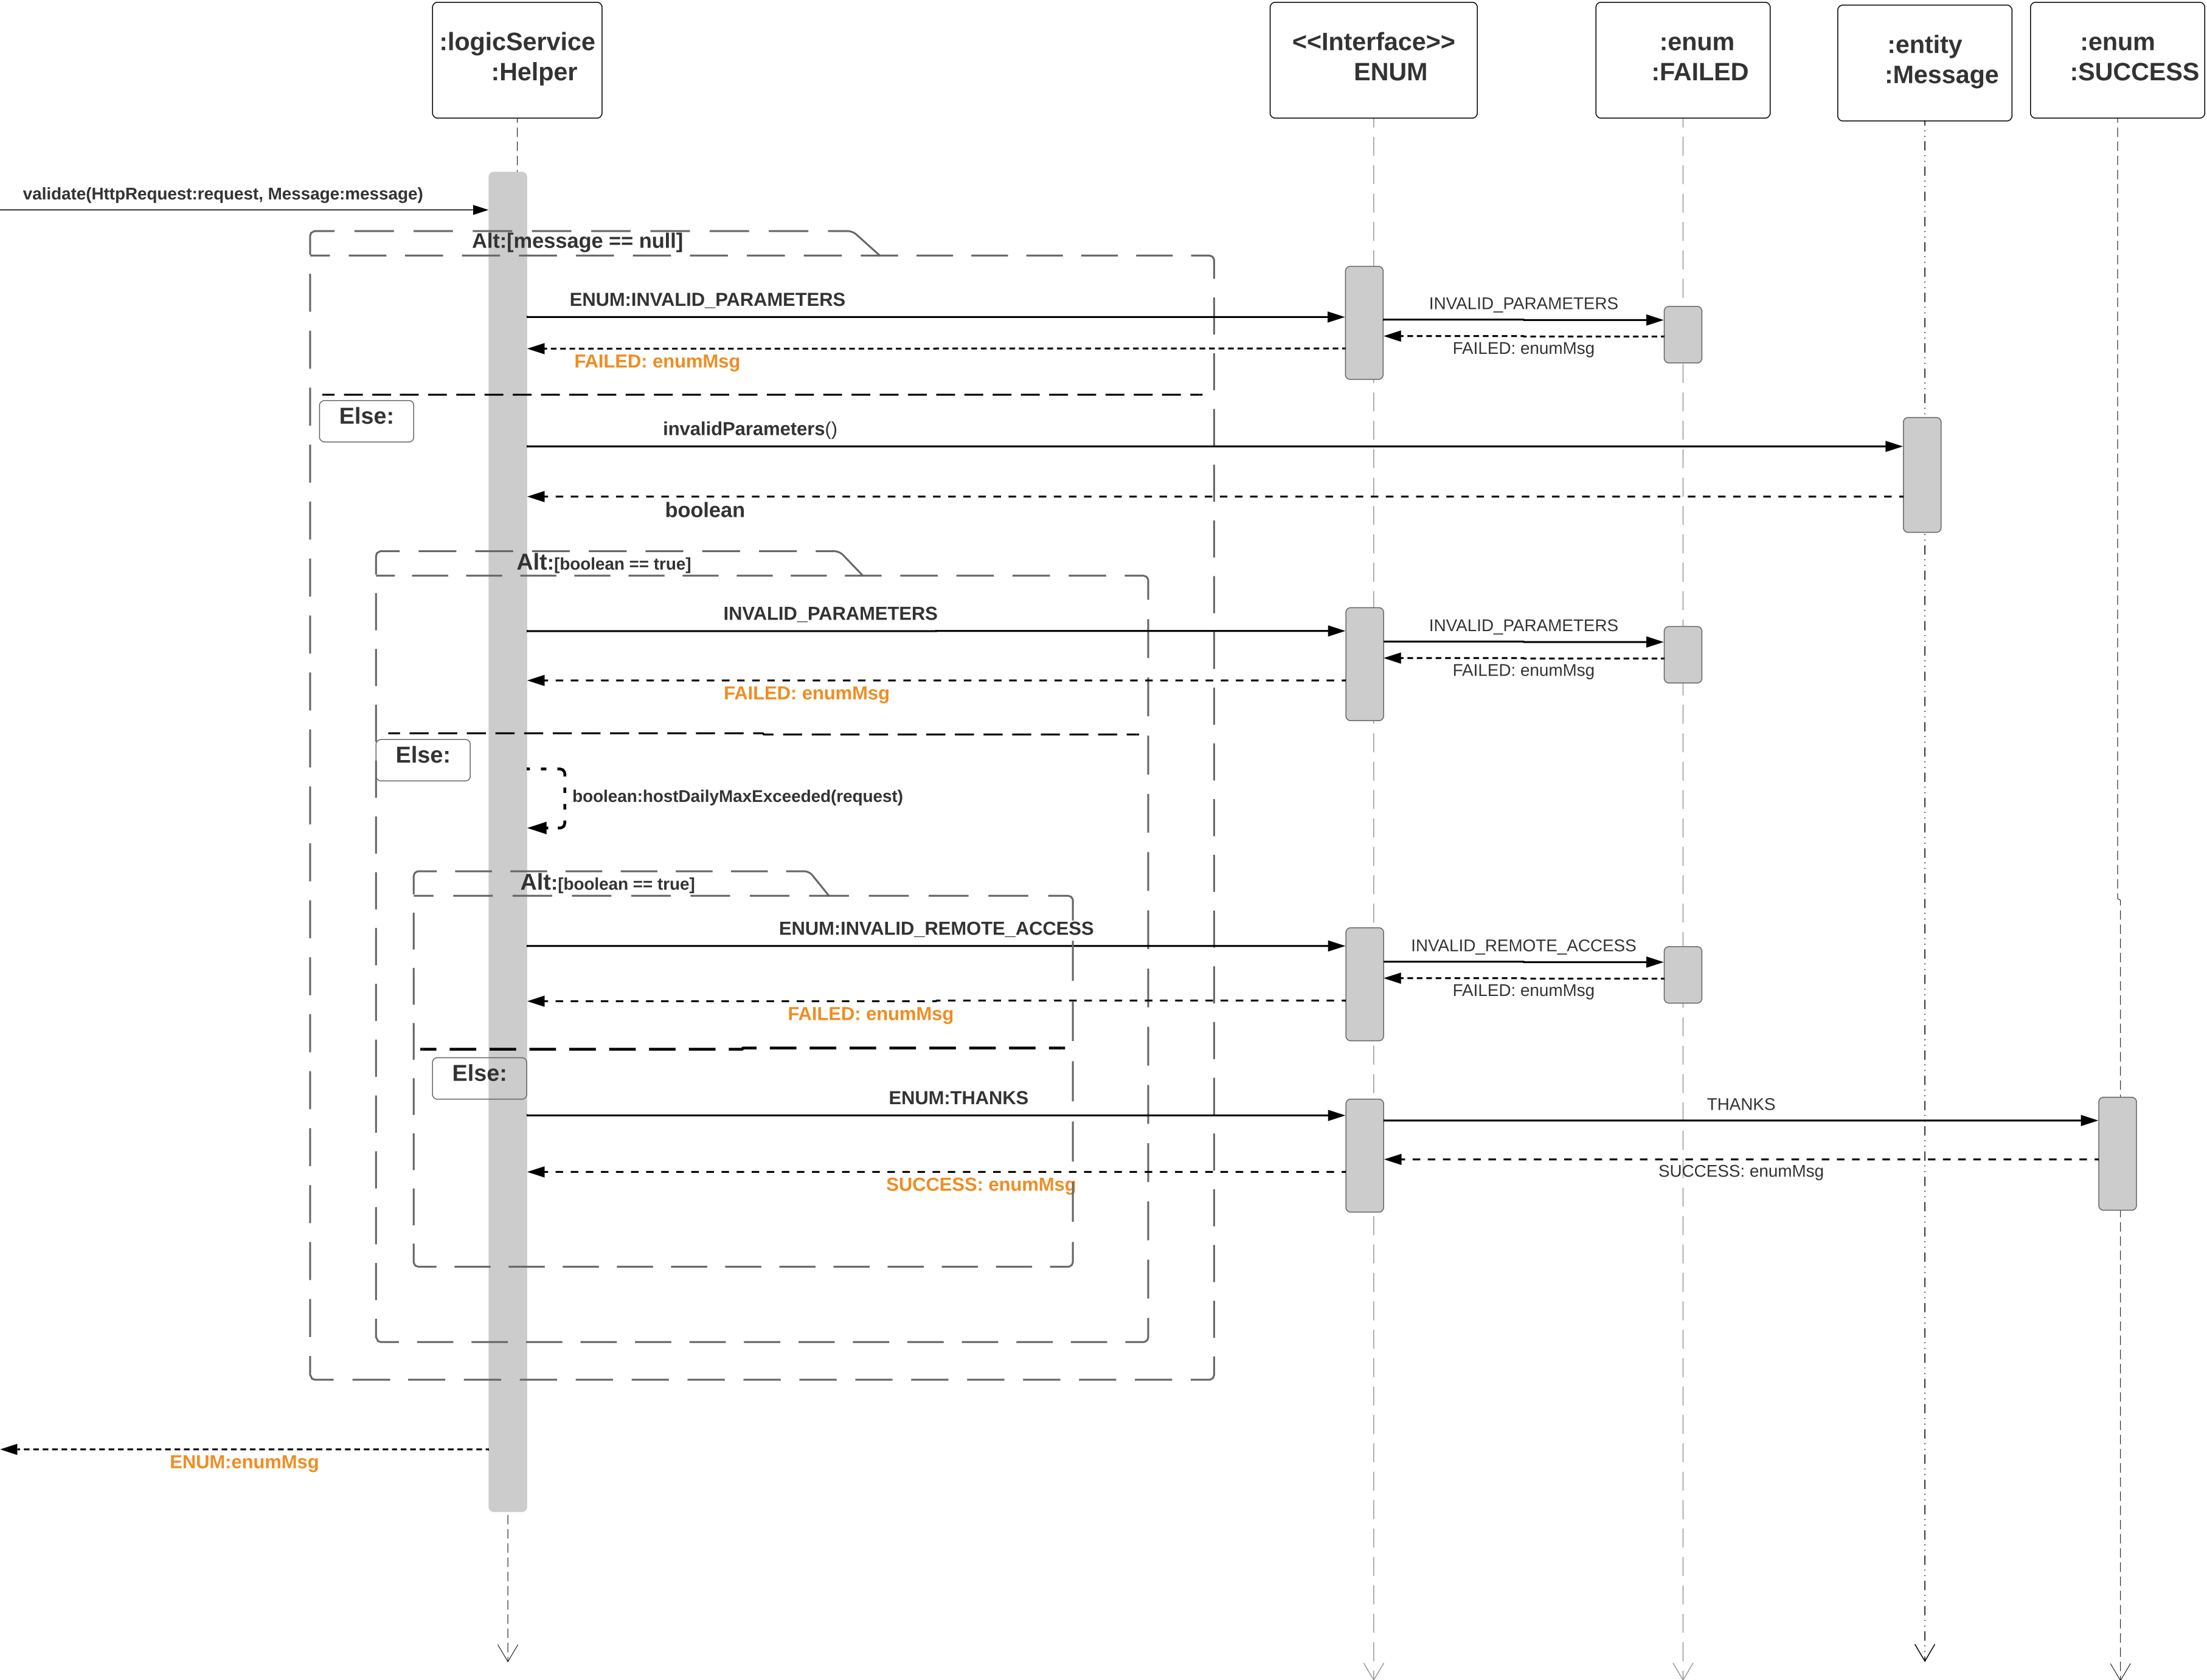 :logicService
:Helper
<<Interface>>
ENUM
:enum
:FAILED
:entity
:Message
:enum
:SUCCESS
validate(HttpRequest:request, Message:message)
Alt:[message == null]
ENUM:INVALID_PARAMETERS
INVALID_PARAMETERS
FAILED: enumMsg
FAILED: enumMsg
Else:
invalidParameters()
boolean
Alt:[boolean == true]
INVALID_PARAMETERS
INVALID_PARAMETERS
FAILED: enumMsg
FAILED: enumMsg
Else:
boolean:hostDailyMaxExceeded(request)
Alt:[boolean == true]
ENUM:INVALID_REMOTE_ACCESS
INVALID_REMOTE_ACCESS
FAILED: enumMsg
FAILED: enumMsg
Else:
ENUM:THANKS
THANKS
SUCCESS: enumMsg
SUCCESS: enumMsg
ENUM:enumMsg